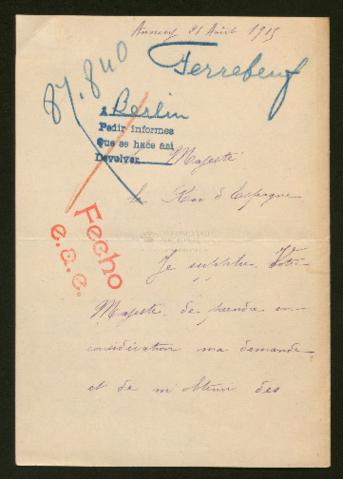 Annecy 21 Août 1915
87.840
Terrebeuf
A Berlin
Pedir informes
Que se hace asi
Devolver
Majesté
le Roi d'Espagne
Fecho
e.a.e.
Je supplie Votre
Majesté de prendre en
considération ma demande
et de m'obtenir des